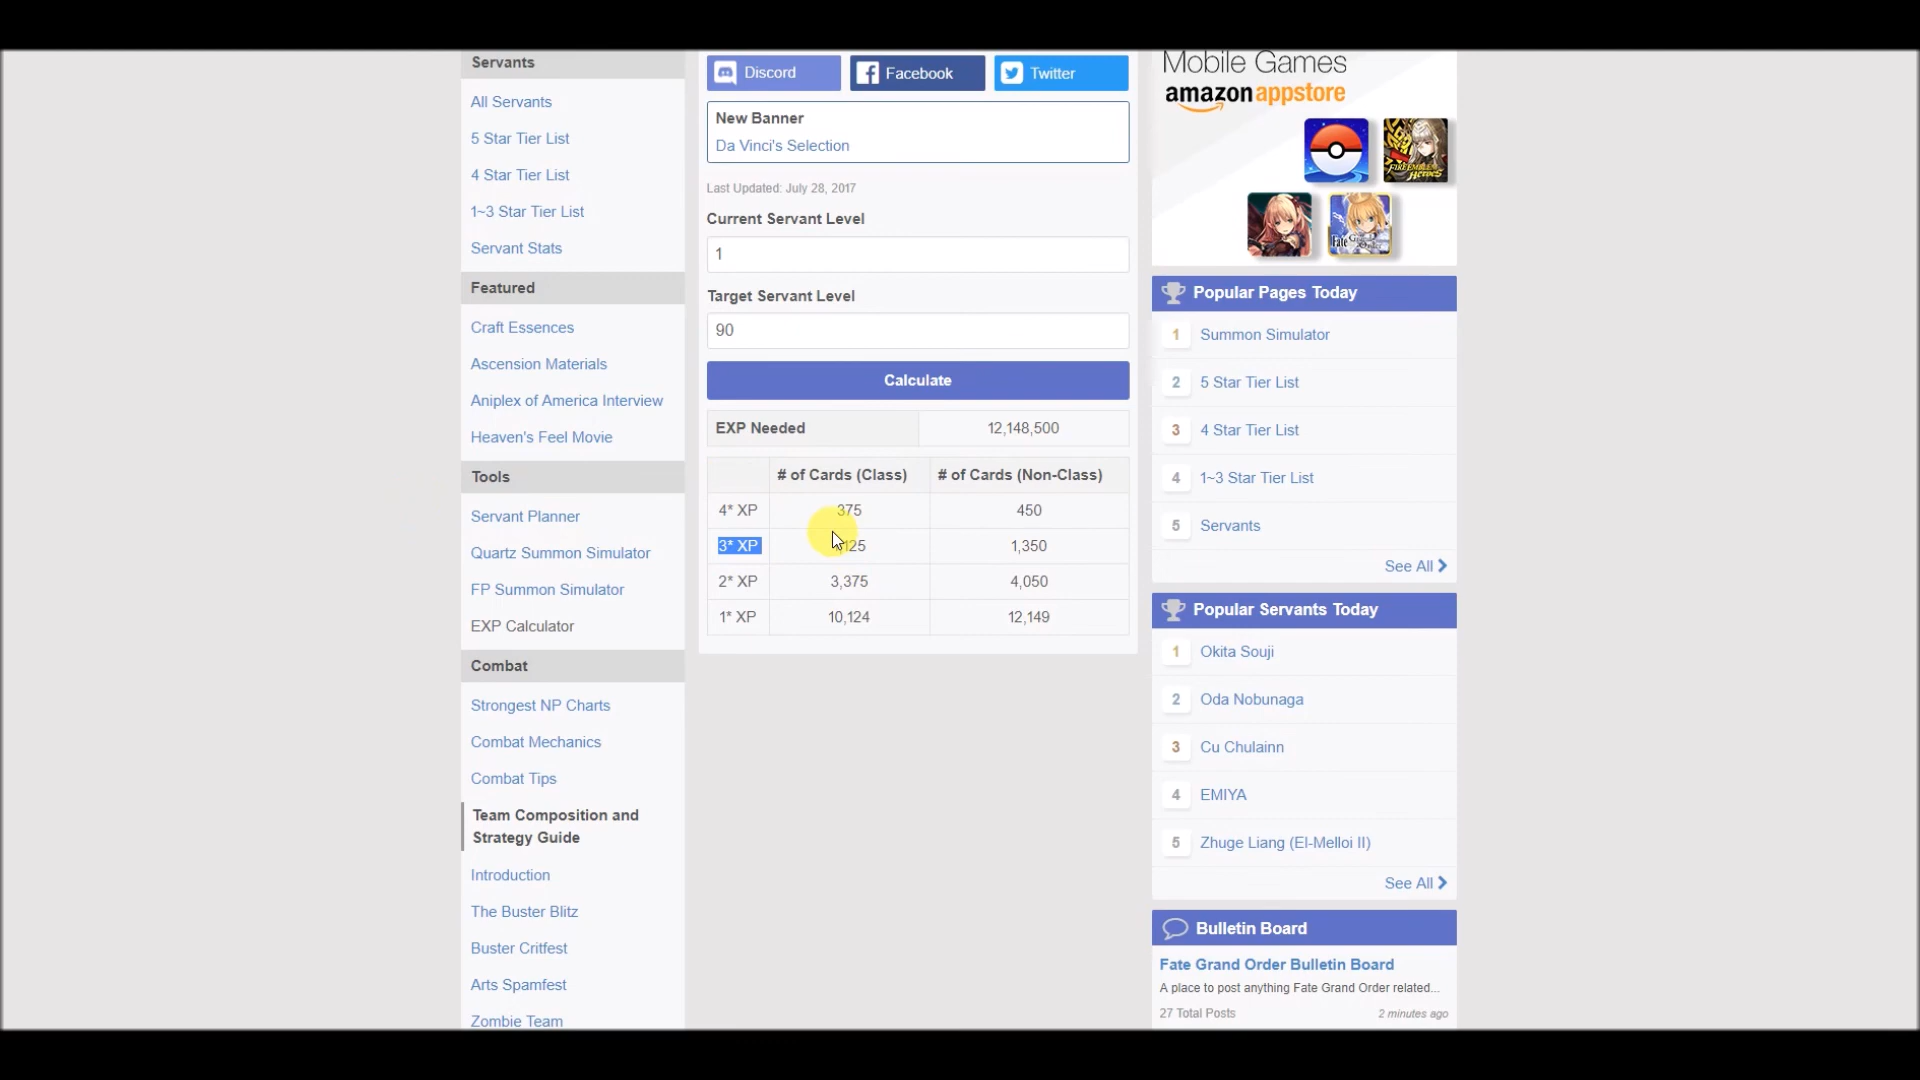 Servants
All Servants
5 Star Tier List
4 Star Tier List
1~3 Star Tier List
Servant Stats
Featured
Craft Essences
Ascension Materials
Aniplex of America Interview
Heaven's Feel Movie
Tools
Servant Planner
Quartz Summon Simulator
FP Summon Simulator
EXP Calculator
Combat
Strongest NP Charts
Combat Mechanics
Combat Tips
Team Composition and
Strategy Guide
Introduction
The Buster Blitz
Buster Critfest
Arts Spamfest
Zombie Team
Discord Facebook Twitter
New Banner
Da Vinci's Selection
Last Updated: July 28, 2017
Current Servant Level
1
Target Servant Level
90
Calculate
EXP Needed 12,148,500
# of Cards (Class) # of Cards (Non-Class)
4* XP 375 450
3* XP 1,350
2* XP 3,375 4,050
1* XP 10,124 12,149
Mobile Games
amazon appstore
FIRE EMBLEM
HEROES
Fate Grand Order
Popular Pages Today
1 Summon Simulator
2 5 Star Tier List
3 4 Star Tier List
4 1~3 Star Tier List
5 Servants
See All
Popular Servants Today
1 Okita Souji
2 Oda Nobunaga
3 Cu Chulainn
4 EMIYA
5 Zhuge Liang (El-Melloi II)
See All
Bulletin Board
Fate Grand Order Bulletin Board
A place to post anything Fate Grand Order related...
27 Total Posts 2 minutes ago